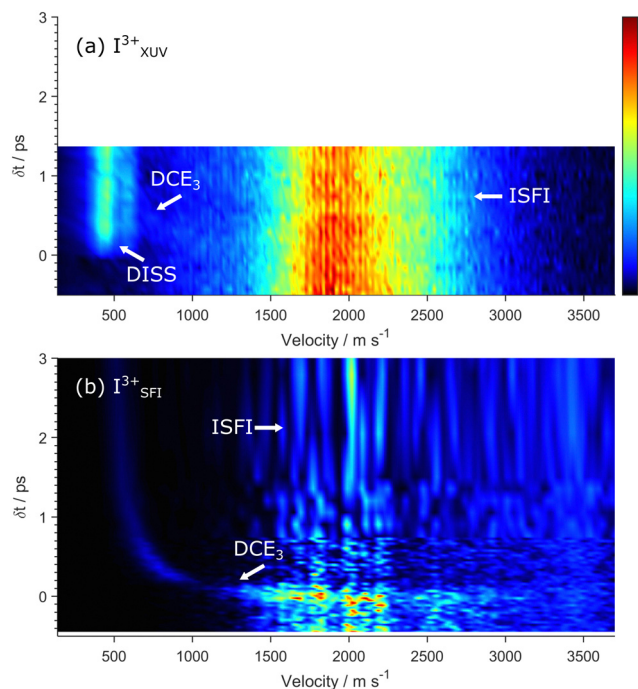 (a) I³⁺XUV
DCE₃
ISFI
DISS
δt / ps
3
2
1
0
500 1000 1500 2000 2500 3000 3500
Velocity / m s⁻¹
(b) I³⁺SFI
ISFI
DCE₃
δt / ps
3
2
1
0
500 1000 1500 2000 2500 3000 3500
Velocity / m s⁻¹